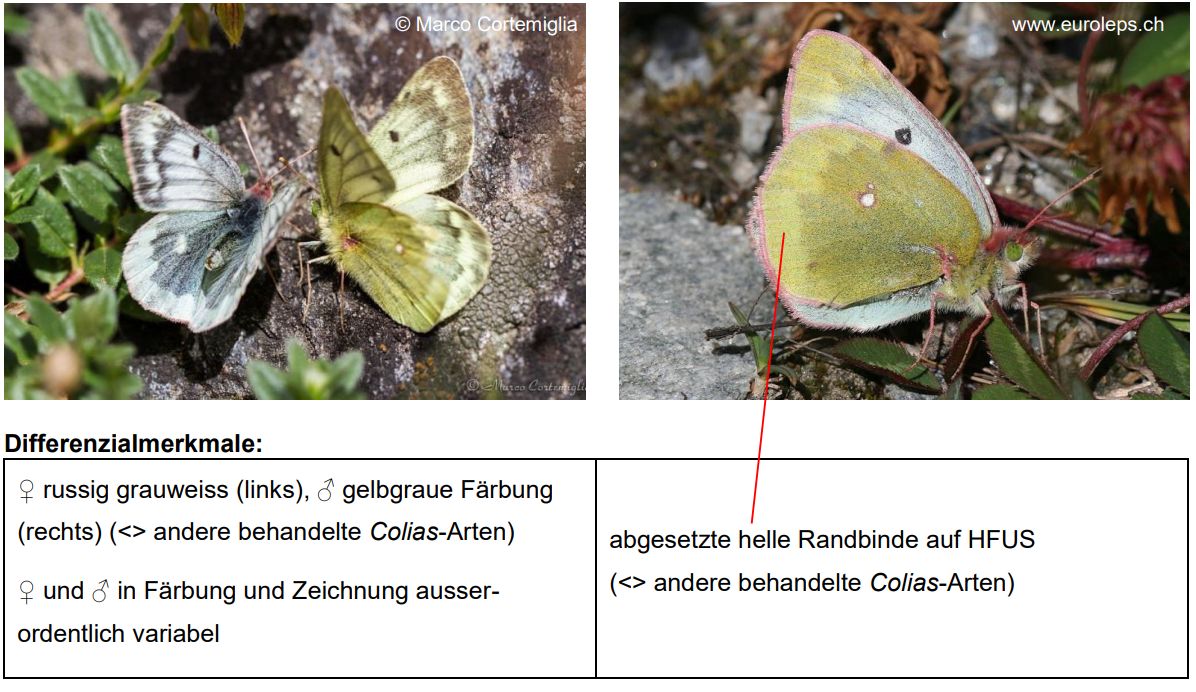 © Marco Cortemiglia
www.euroleps.ch
© Marco Cortemiglia
Differenzialmerkmale:
♀ russig grauweiss (links), ♂ gelbgraue Färbung
(rechts) (<> andere behandelte Colias-Arten)
♀ und ♂ in Färbung und Zeichnung ausser-
ordentlich variabel
abgesetzte helle Randbinde auf HFUS
(<> andere behandelte Colias-Arten)